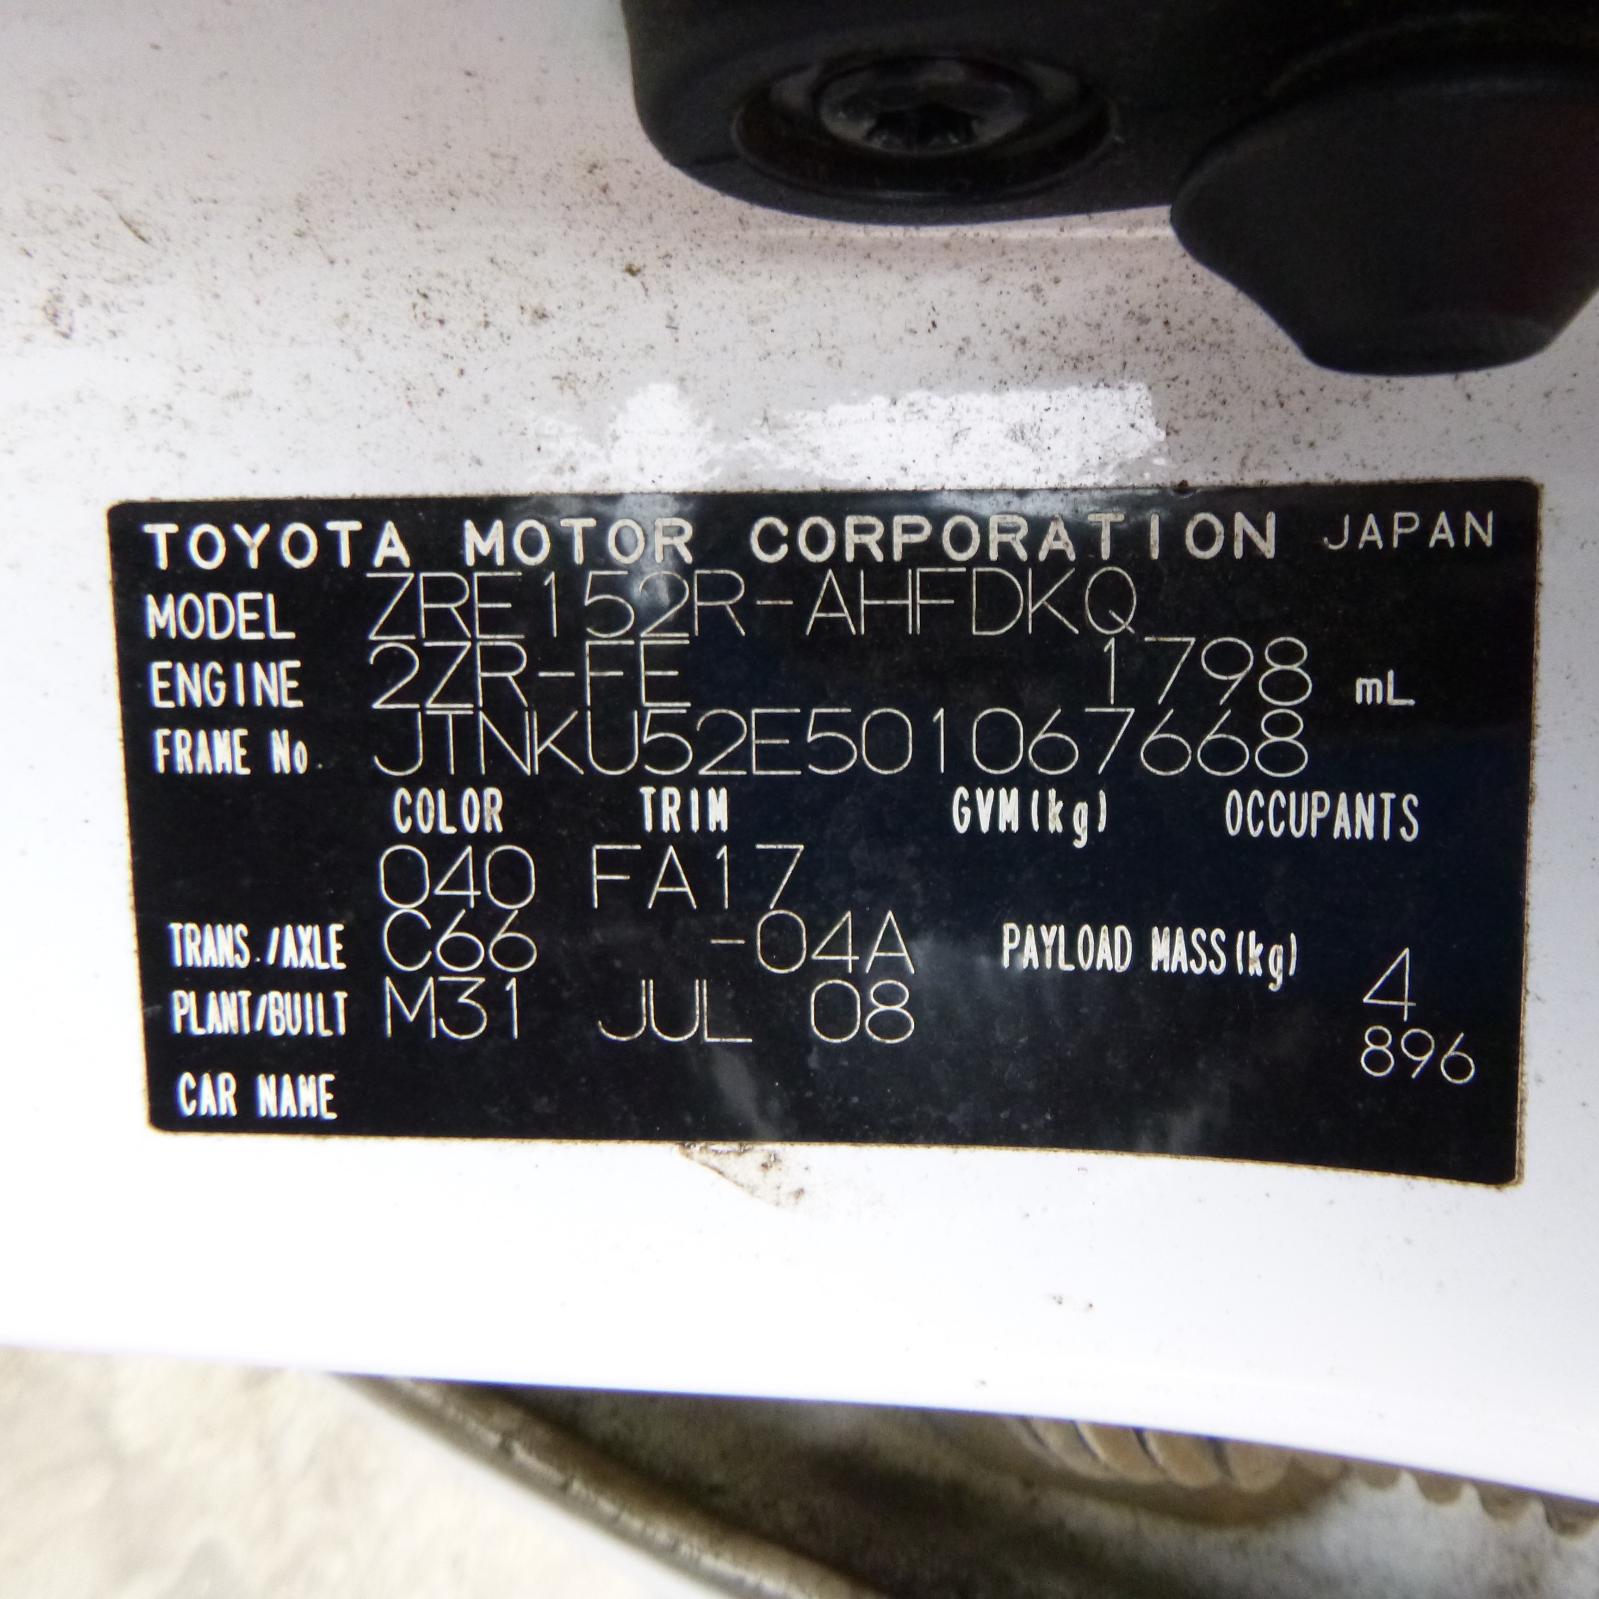 TOYOTA MOTOR CORPORATION JAPAN
MODEL ZRE152R-AHFDKQ
ENGINE 2ZR-FE 1798 mL
FRAME No. JTNKU52E501067668
COLOR TRIM GVM(kg) OCCUPANTS
040 FA17
TRANS./AXLE C66 -04A PAYLOAD MASS(kg) 4
PLANT/BUILT M31 JUL 08 896
CAR NAME